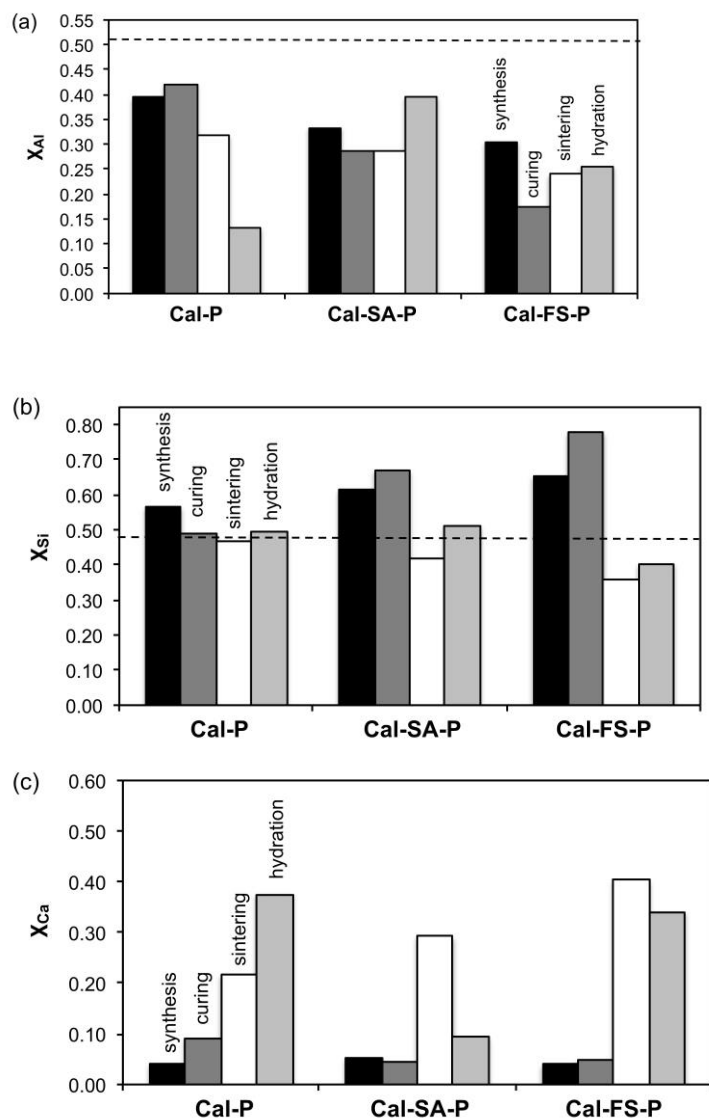 (a)
0.55
0.50
0.45
0.40
0.35
0.30
0.25
0.20
0.15
0.10
0.05
0.00
XAl
synthesis
curing
sintering
hydration
Cal-P Cal-SA-P Cal-FS-P
(b)
0.80
0.70
0.60
0.50
0.40
0.30
0.20
0.10
0.00
XSi
synthesis
curing
sintering
hydration
Cal-P Cal-SA-P Cal-FS-P
(c)
0.60
0.50
0.40
0.30
0.20
0.10
0.00
XCa
synthesis
curing
sintering
hydration
Cal-P Cal-SA-P Cal-FS-P